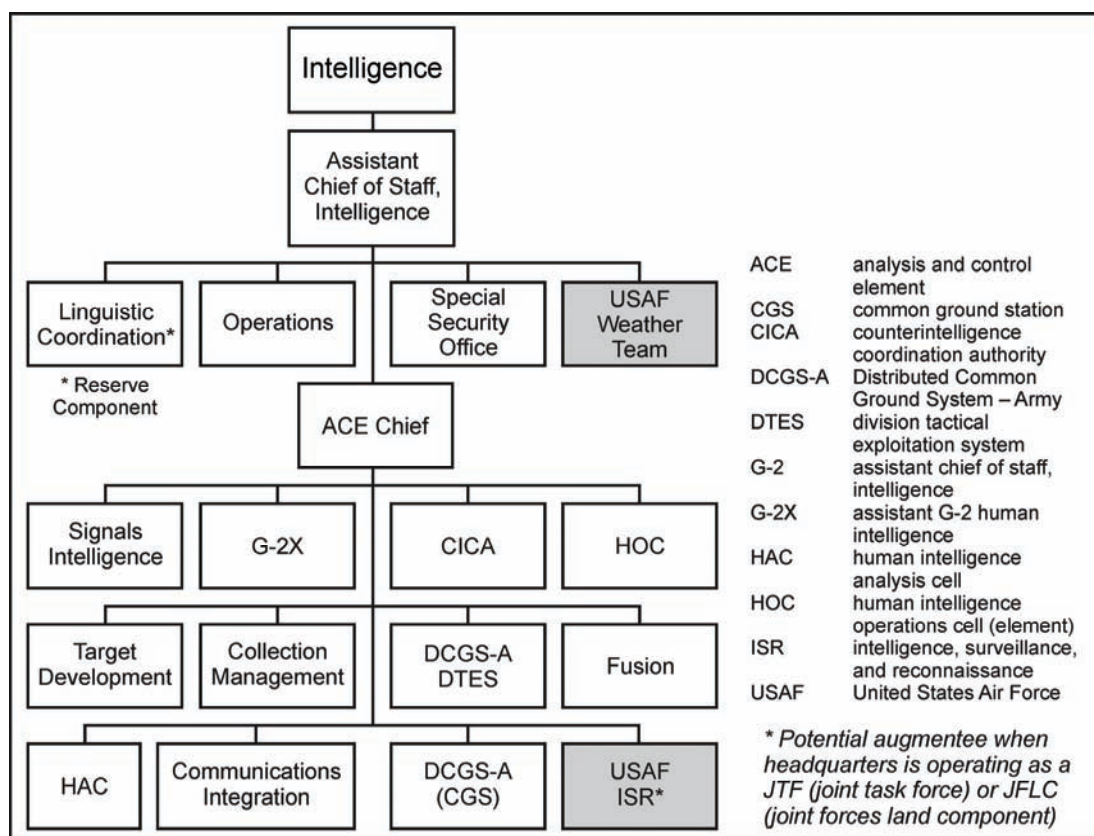 Intelligence
Assistant
Chief of Staff,
Intelligence
Linguistic
Coordination*
Operations
Special
Security
Office
USAF
Weather
Team
* Reserve
Component
ACE Chief
Signals
Intelligence
G-2X
CICA
HOC
Target
Development
Collection
Management
DCGS-A
DTES
Fusion
HAC
Communications
Integration
DCGS-A
(CGS)
USAF
ISR*
ACE analysis and control
element
CGS common ground station
CICA counterintelligence
coordination authority
DCGS-A Distributed Common
Ground System – Army
DTES division tactical
exploitation system
G-2 assistant chief of staff,
intelligence
G-2X assistant G-2 human
intelligence
HAC human intelligence
analysis cell
HOC human intelligence
operations cell (element)
ISR intelligence, surveillance,
and reconnaissance
USAF United States Air Force
* Potential augmentee when
headquarters is operating as a
JTF (joint task force) or JFLC
(joint forces land component)